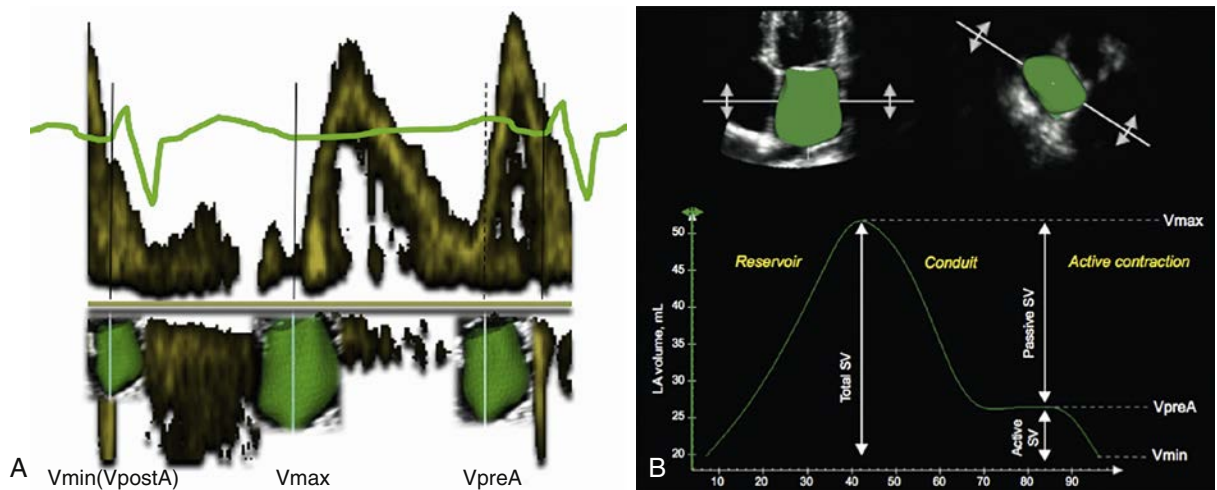 A
Vmin(VpostA)
Vmax
VpreA
B
Vmax
Reservoir
Conduit
Active contraction
LA volume, mL
50
45
40
35
30
25
20
Total SV
Passive SV
Active
SV
VpreA
Vmin
10 20 30 40 50 60 70 80 90